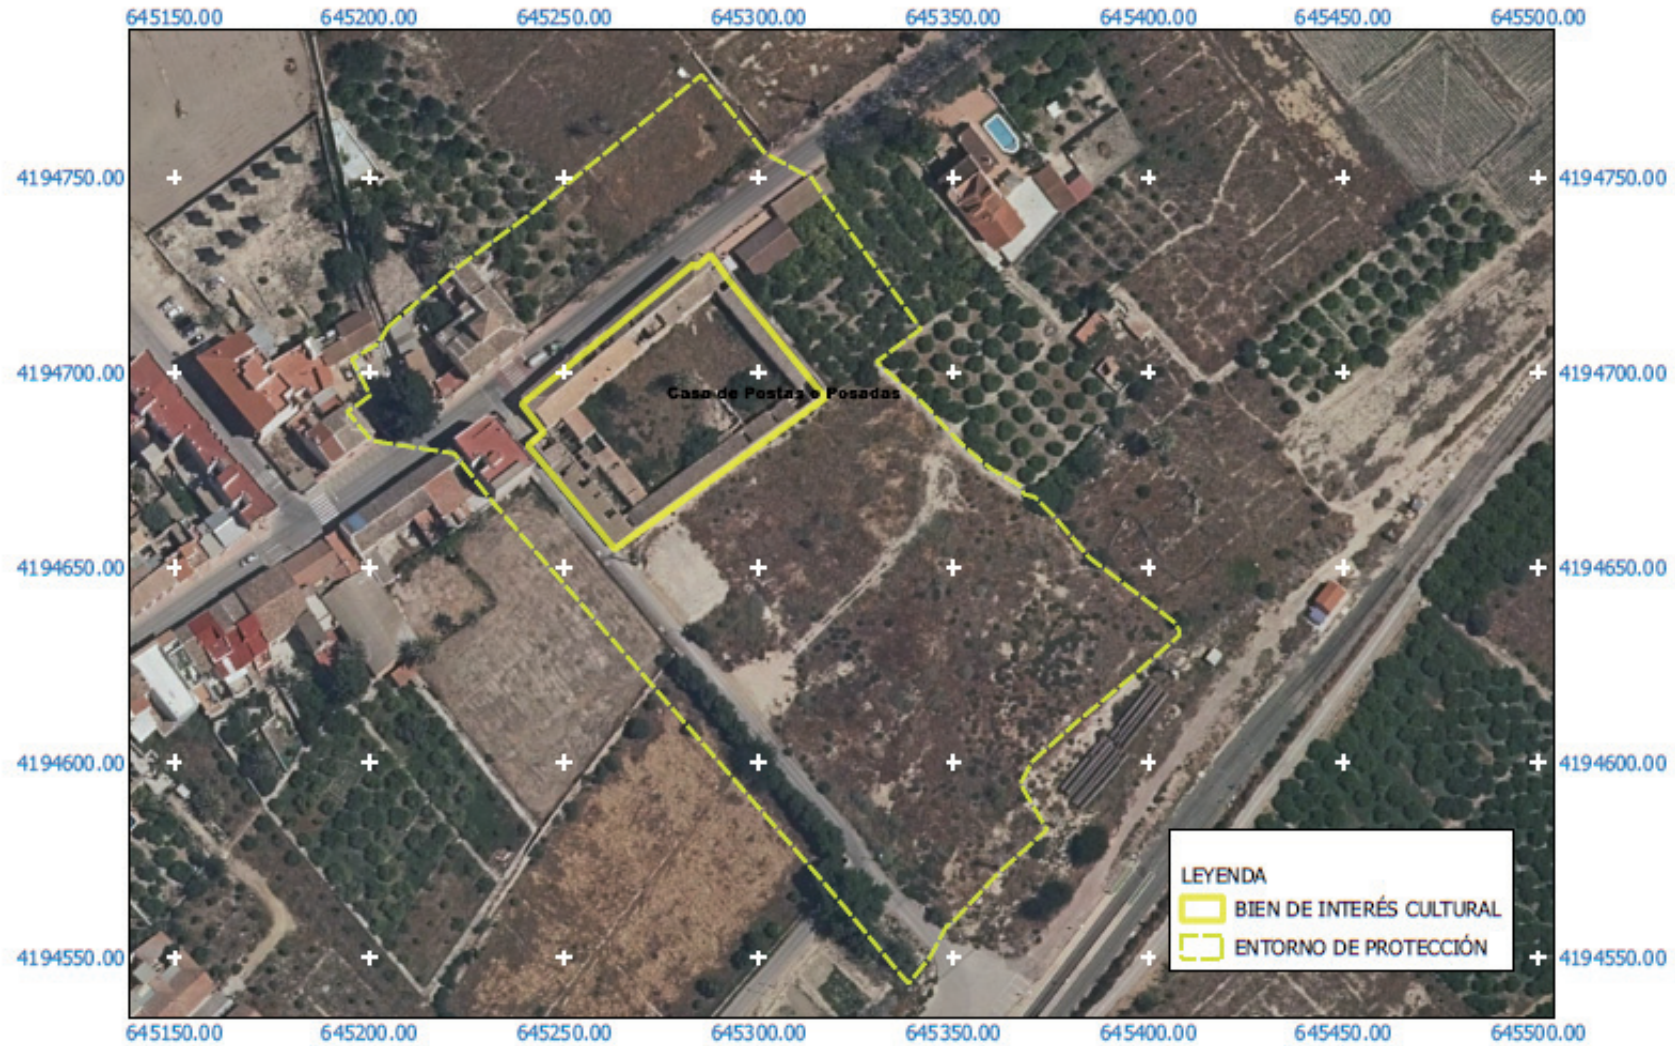 645150.00 645200.00 645250.00 645300.00 645350.00 645400.00 645450.00 645500.00
4194750.00 4194750.00
4194700.00 4194700.00
Casa de Postas o Posadas
4194650.00 4194650.00
4194600.00 4194600.00
LEYENDA
BIEN DE INTERÉS CULTURAL
ENTORNO DE PROTECCIÓN
4194550.00 4194550.00
645150.00 645200.00 645250.00 645300.00 645350.00 645400.00 645450.00 645500.00